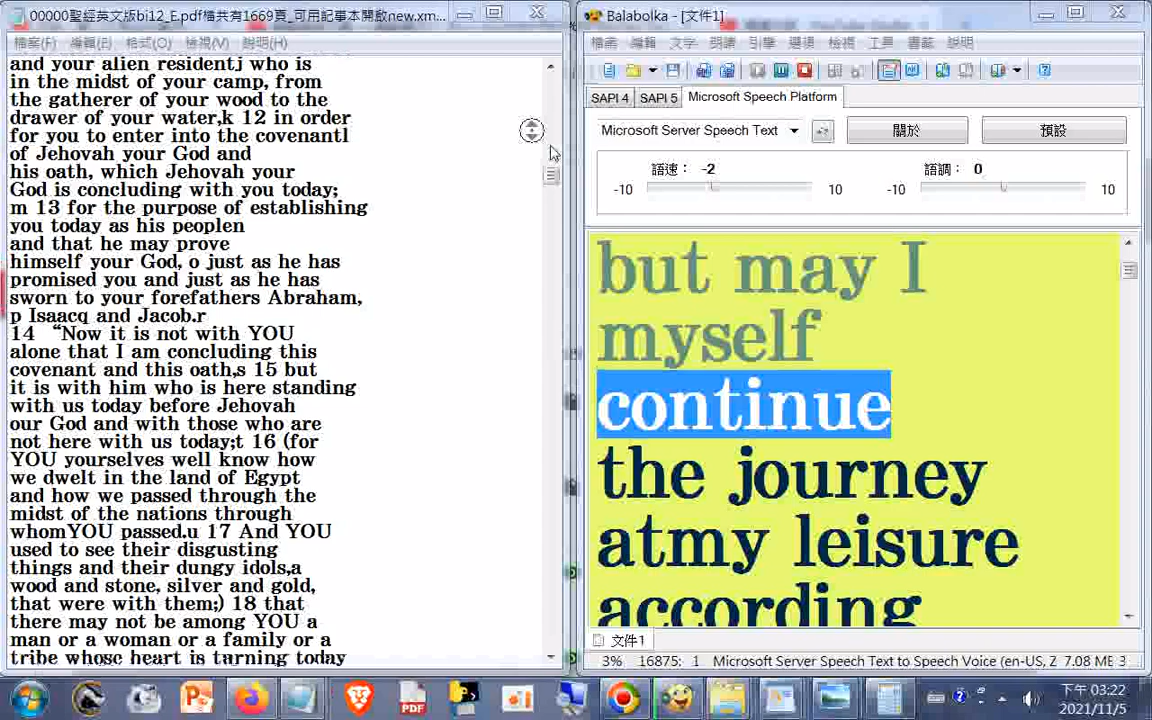 00000聖經英文版bi12_E.pdf檔共有1669頁_可用記事本開啟new.xm...
檔案(F) 編輯(E) 格式(O) 檢視(V) 說明(H)
and your alien residentj who is
in the midst of your camp, from
the gatherer of your wood to the
drawer of your water,k 12 in order
for you to enter into the covenantl
of Jehovah your God and
his oath, which Jehovah your
God is concluding with you today;
m 13 for the purpose of establishing
you today as his peoplen
and that he may prove
himself your God, o just as he has
promised you and just as he has
sworn to your forefathers Abraham,
p Isaacq and Jacob.r
14 “Now it is not with YOU
alone that I am concluding this
covenant and this oath,s 15 but
it is with him who is here standing
with us today before Jehovah
our God and with those who are
not here with us today;t 16 (for
YOU yourselves well know how
we dwelt in the land of Egypt
and how we passed through the
midst of the nations through
whomYOU passed.u 17 And YOU
used to see their disgusting
things and their dungy idols,a
wood and stone, silver and gold,
that were with them;) 18 that
there may not be among YOU a
man or a woman or a family or a
tribe whose heart is turning today
Balabolka - [文件1]
檔案 編輯 文字 朗讀 引擎 選項 檢視 工具 書籤 說明
SAPI 4 SAPI 5 Microsoft Speech Platform
Microsoft Server Speech Text 關於 預設
語速： -2 語調： 0
-10 10 -10 10
but may I
myself
continue
the journey
atmy leisure
according
文件1
3% 16875: 1 Microsoft Server Speech Text to Speech Voice (en-US, Z 7.08 MB 3
PDF
下午 03:22
2021/11/5